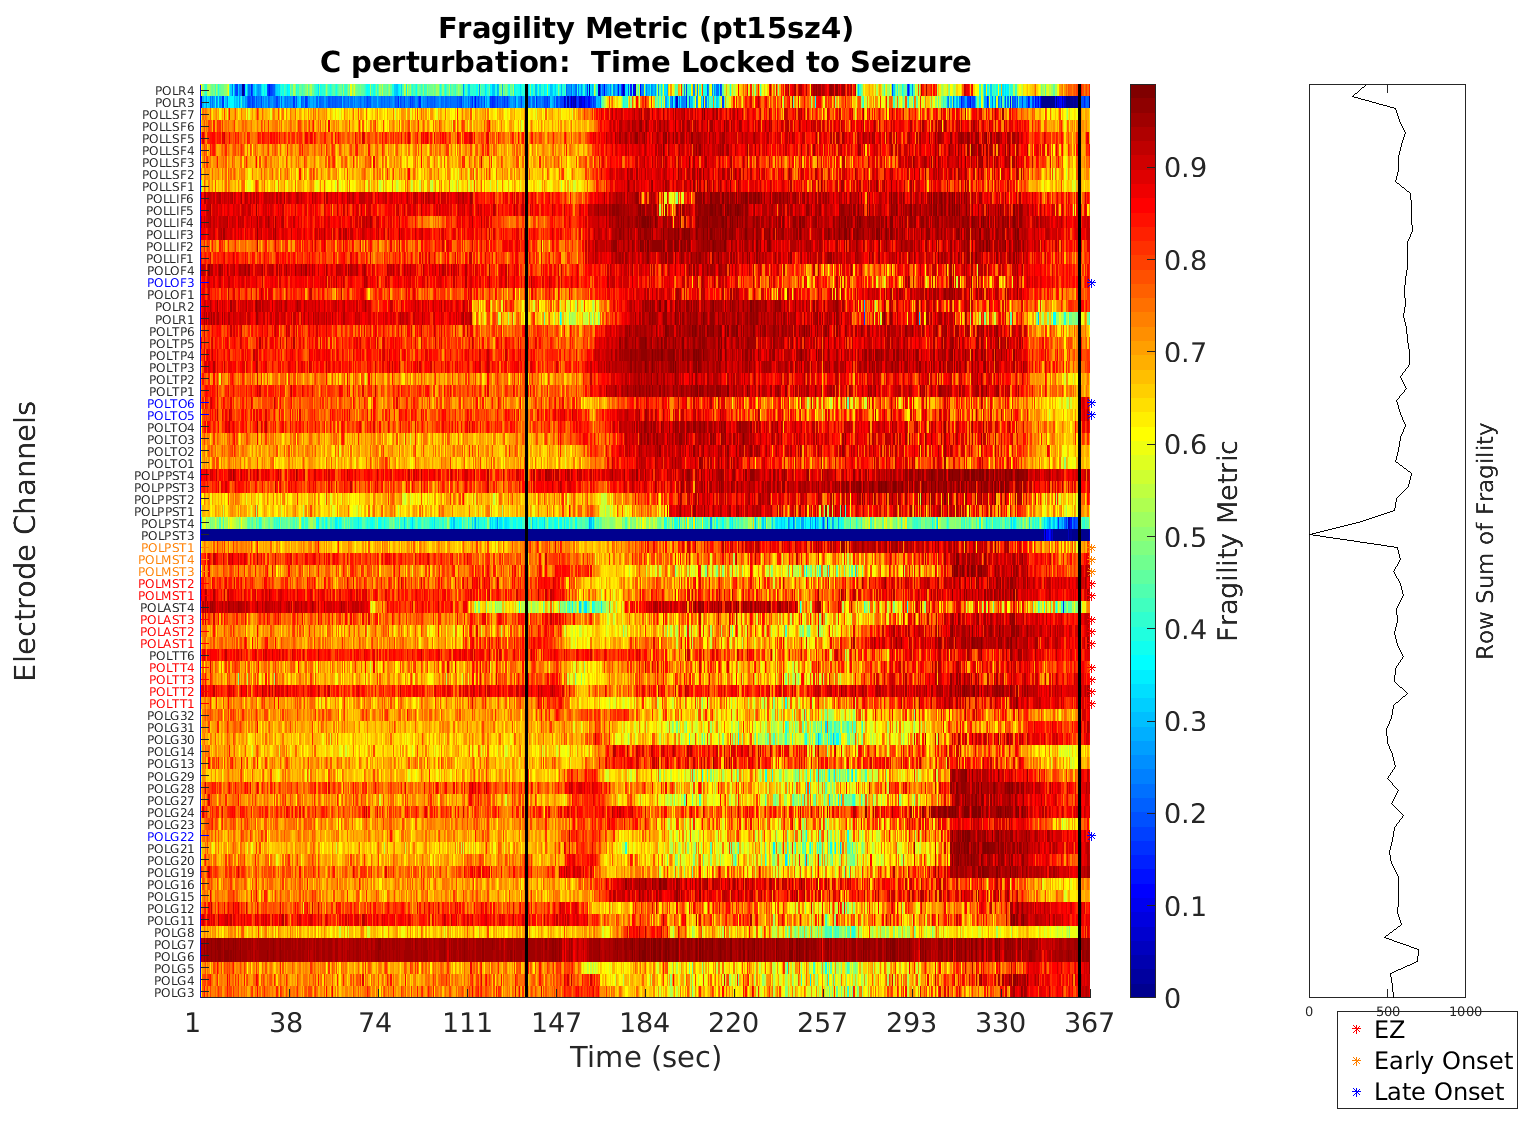 Fragility Metric (pt15sz4)
C perturbation:  Time Locked to Seizure
Electrode Channels
POLR4
POLR3
POLLSF7
POLLSF6
POLLSF5
POLLSF4
POLLSF3
POLLSF2
POLLSF1
POLLIF6
POLLIF5
POLLIF4
POLLIF3
POLLIF2
POLLIF1
POLOF4
POLOF3
POLOF1
POLR2
POLR1
POLTP6
POLTP5
POLTP4
POLTP3
POLTP2
POLTP1
POLTO6
POLTO5
POLTO4
POLTO3
POLTO2
POLTO1
POLPPST4
POLPPST3
POLPPST2
POLPPST1
POLPST4
POLPST3
POLPST1
POLMST4
POLMST3
POLMST2
POLMST1
POLAST4
POLAST3
POLAST2
POLAST1
POLTT6
POLTT4
POLTT3
POLTT2
POLTT1
POLG32
POLG31
POLG30
POLG14
POLG13
POLG29
POLG28
POLG27
POLG24
POLG23
POLG22
POLG21
POLG20
POLG19
POLG16
POLG15
POLG12
POLG11
POLG8
POLG7
POLG6
POLG5
POLG4
POLG3
1 38 74 111 147 184 220 257 293 330 367
Time (sec)
0.9
0.8
0.7
0.6
0.5
0.4
0.3
0.2
0.1
0
Fragility Metric
Row Sum of Fragility
0 500 1000
EZ
Early Onset
Late Onset